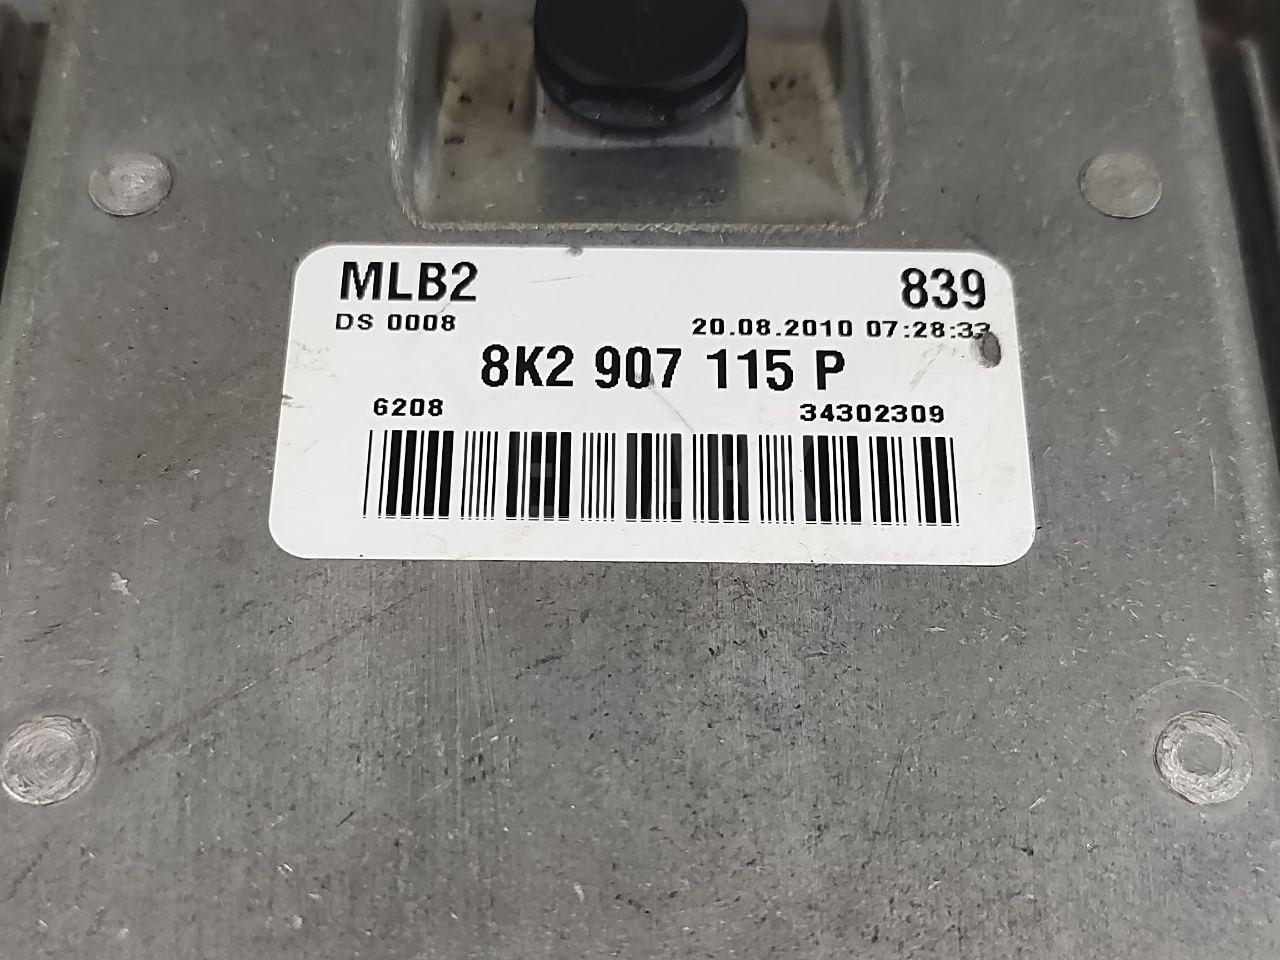 MLB2 839
DS 0008 20.08.2010 07:28:33
8K2 907 115 P
6208 34302309